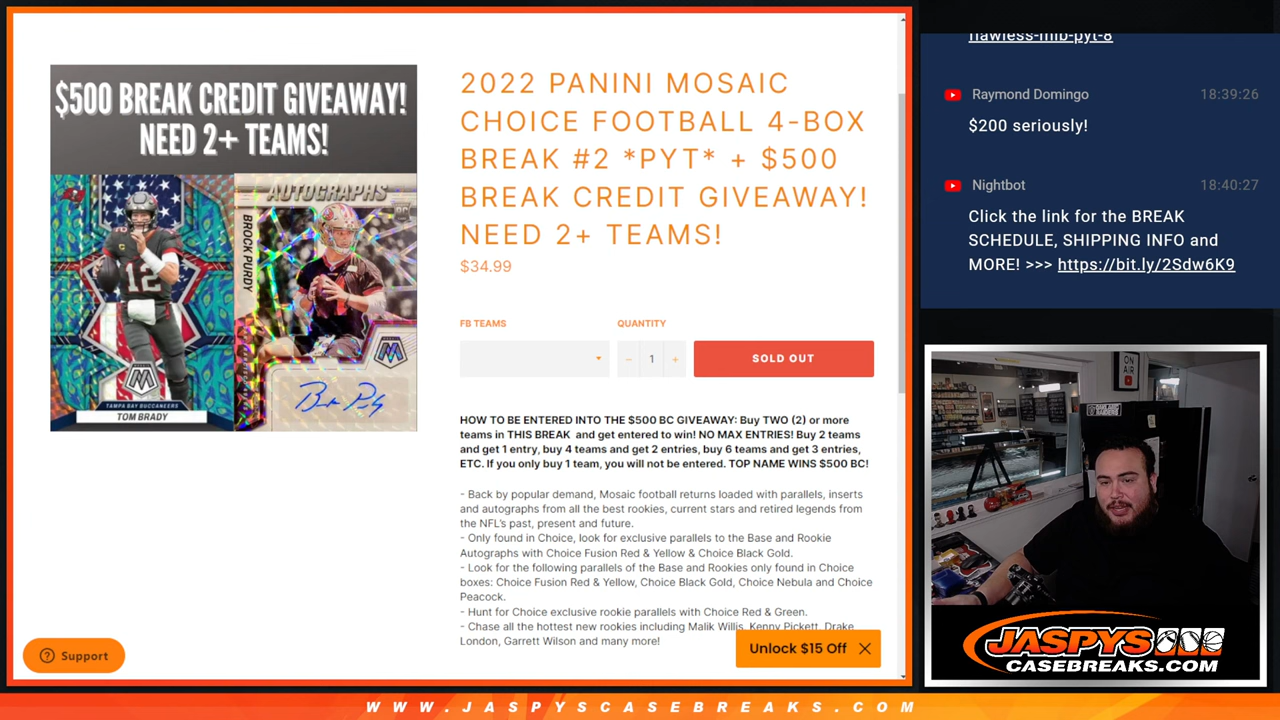 $500 BREAK CREDIT GIVEAWAY!
NEED 2+ TEAMS!
AUTOGRAPHS
BROCK PURDY
12
TAMPA BAY BUCCANEERS
TOM BRADY
2022 PANINI MOSAIC
CHOICE FOOTBALL 4-BOX
BREAK #2 *PYT* + $500
BREAK CREDIT GIVEAWAY!
NEED 2+ TEAMS!
$34.99
FB TEAMS
QUANTITY
− 1 +
SOLD OUT
HOW TO BE ENTERED INTO THE $500 BC GIVEAWAY: Buy TWO (2) or more
teams in THIS BREAK and get entered to win! NO MAX ENTRIES! Buy 2 teams
and get 1 entry, buy 4 teams and get 2 entries, buy 6 teams and get 3 entries,
ETC. If you only buy 1 team, you will not be entered. TOP NAME WINS $500 BC!
- Back by popular demand, Mosaic football returns loaded with parallels, inserts
and autographs from all the best rookies, current stars and retired legends from
the NFL's past, present and future.
- Only found in Choice, look for exclusive parallels to the Base and Rookie
Autographs with Choice Fusion Red & Yellow & Choice Black Gold.
- Look for the following parallels of the Base and Rookies only found in Choice
boxes: Choice Fusion Red & Yellow, Choice Black Gold, Choice Nebula and Choice
Peacock.
- Hunt for Choice exclusive rookie parallels with Choice Red & Green.
- Chase all the hottest new rookies including Malik Willis, Kenny Pickett, Drake
London, Garrett Wilson and many more!
Support
Unlock $15 Off
flawless-mlb-pyt-8
Raymond Domingo 18:39:26
$200 seriously!
Nightbot 18:40:27
Click the link for the BREAK
SCHEDULE, SHIPPING INFO and
MORE! >>> https://bit.ly/2Sdw6K9
ON
AIR
JASPYS
CASEBREAKS.COM
WWW.JASPYSCASEBREAKS.COM